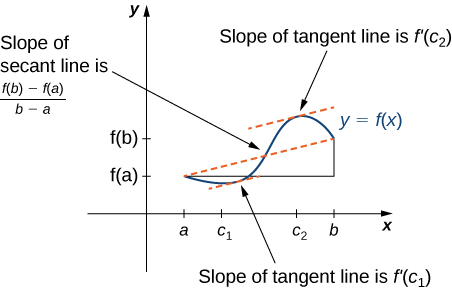 y
Slope of
secant line is
f(b) – f(a)
b – a
Slope of tangent line is f′(c₂)
y = f(x)
f(b)
f(a)
a
c₁
c₂
b
x
Slope of tangent line is f′(c₁)